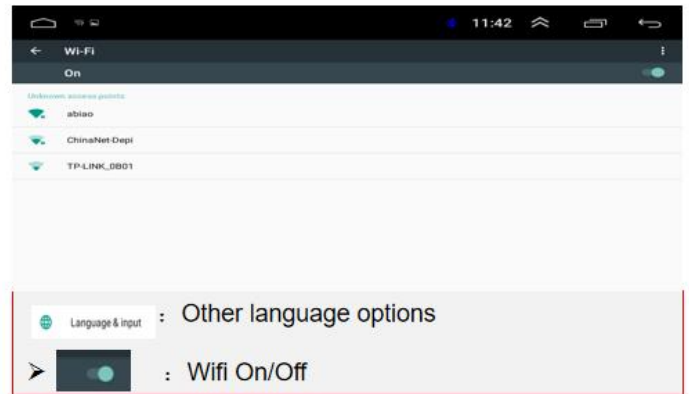 11:42
Wi-Fi
On
Unknown access points
abiao
ChinaNet-Depi
TP-LINK_0B01
Language & input : Other language options
➢ : Wifi On/Off